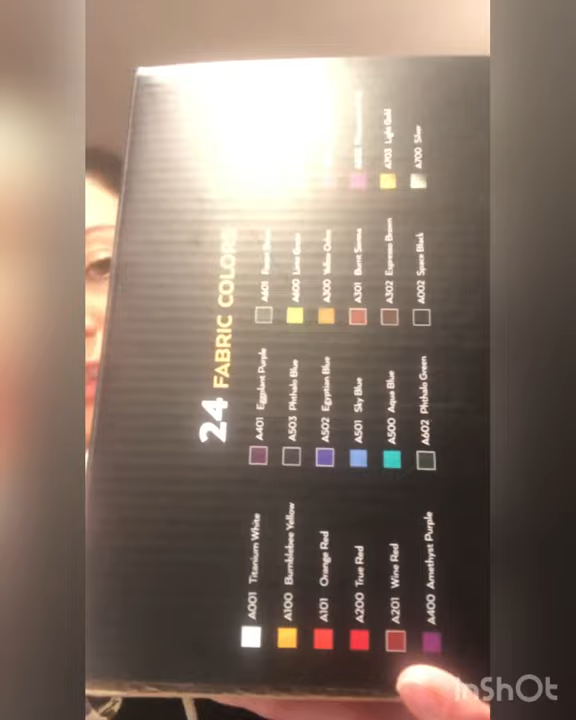 24 FABRIC COLORS
A001 Titanium White
A100 Bumblebee Yellow
A101 Orange Red
A200 True Red
A201 Wine Red
A400 Amethyst Purple
A401 Eggplant Purple
A503 Phthalo Blue
A502 Egyptian Blue
A501 Sky Blue
A500 Aqua Blue
A602 Phthalo Green
A601
A600 Lime Green
A300 Yellow Ochre
A301 Burnt Sienna
A302 Espresso Brown
A002 Space Black
A703 Light Gold
A700 Silver
InShOt